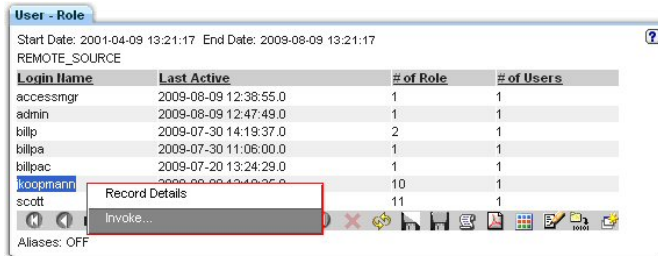 User - Role
Start Date: 2001-04-09 13:21:17 End Date: 2009-08-09 13:21:17
REMOTE_SOURCE
Login Name Last Active # of Role # of Users
accessmgr 2009-08-09 12:38:55.0 1 1
admin 2009-08-09 12:47:49.0 1 1
billp 2009-07-30 14:19:37.0 2 1
billpa 2009-07-30 11:06:00.0 1 1
billpac 2009-07-20 13:24:29.0 1 1
jkoopmann 10 1
Record Details
scott 11 1
Invoke...
Aliases: OFF